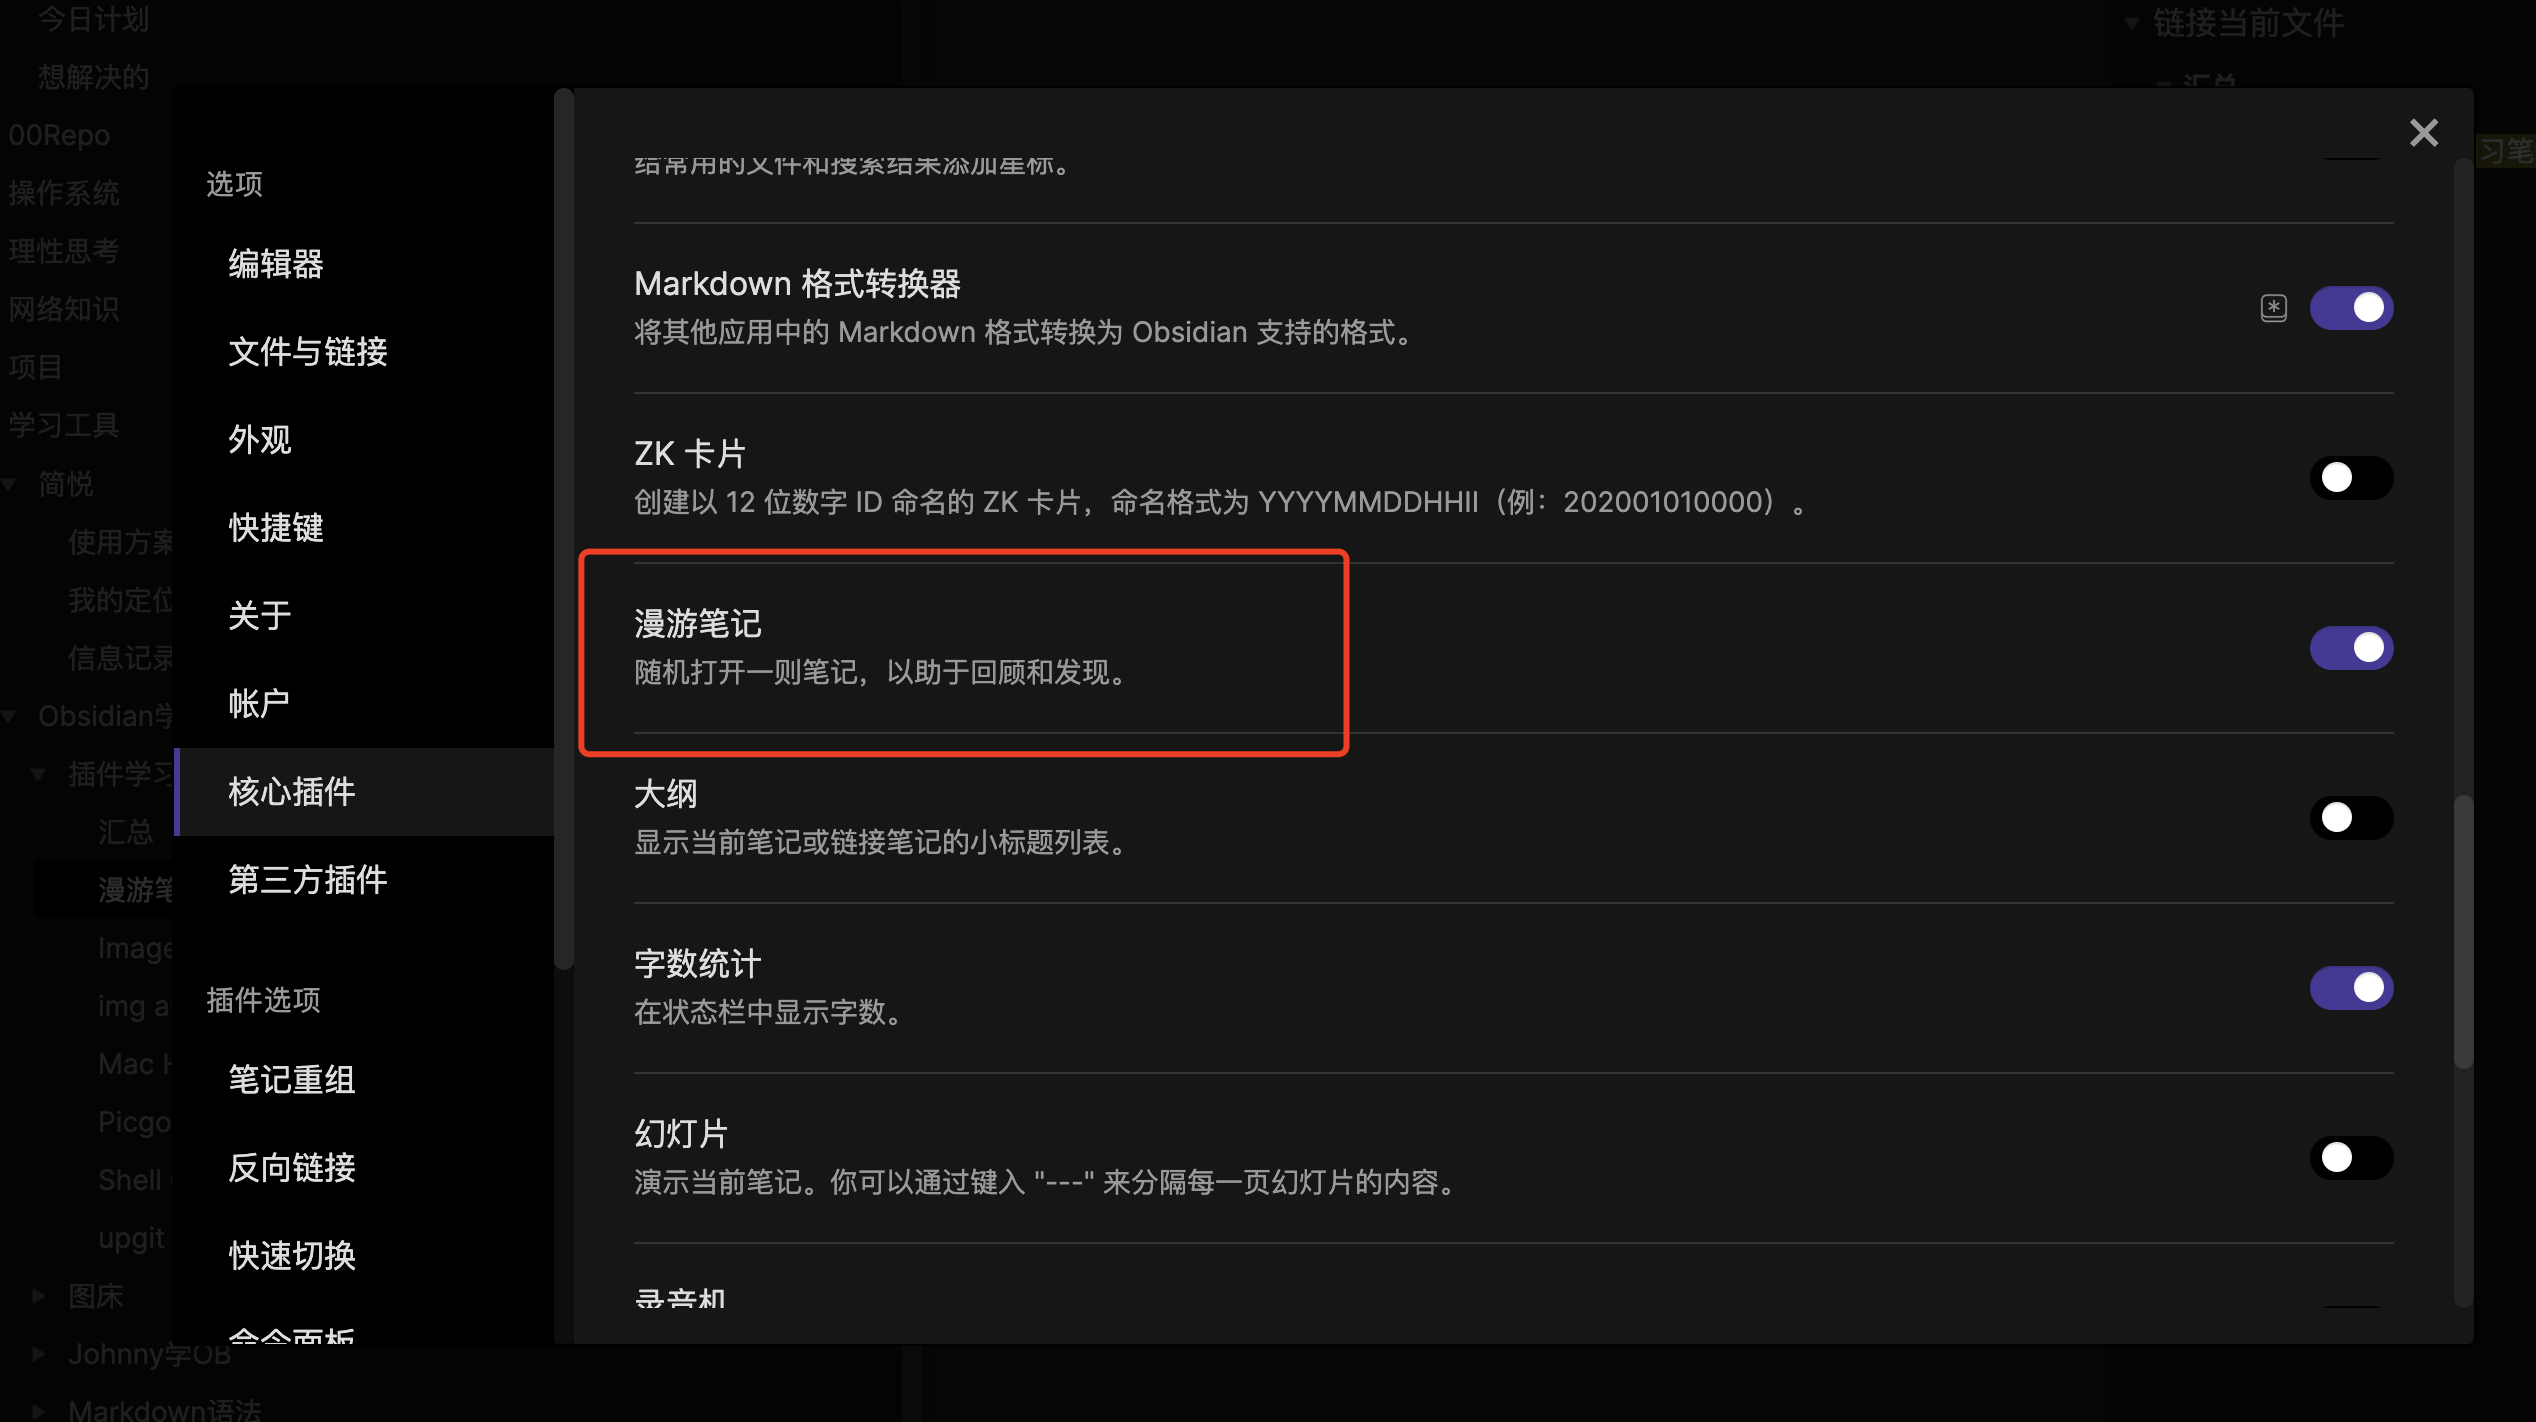 今日计划
想解决的
00Repo
操作系统
理性思考
网络知识
项目
学习工具
简悦
使用方案
我的定位
信息记录
Obsidian学
插件学习
汇总
漫游笔
Image
img a
Mac H
Picgo
Shell
upgit
图床
Johnny学OB
Markdown语法
选项
编辑器
文件与链接
外观
快捷键
关于
帐户
核心插件
第三方插件
插件选项
笔记重组
反向链接
快速切换
命令面板
给常用的文件和搜索结果添加星标。
Markdown 格式转换器
将其他应用中的 Markdown 格式转换为 Obsidian 支持的格式。
ZK 卡片
创建以 12 位数字 ID 命名的 ZK 卡片，命名格式为 YYYYMMDDHHII（例：202001010000）。
漫游笔记
随机打开一则笔记，以助于回顾和发现。
大纲
显示当前笔记或链接笔记的小标题列表。
字数统计
在状态栏中显示字数。
幻灯片
演示当前笔记。你可以通过键入 "---" 来分隔每一页幻灯片的内容。
录音机
链接当前文件
汇总
习笔